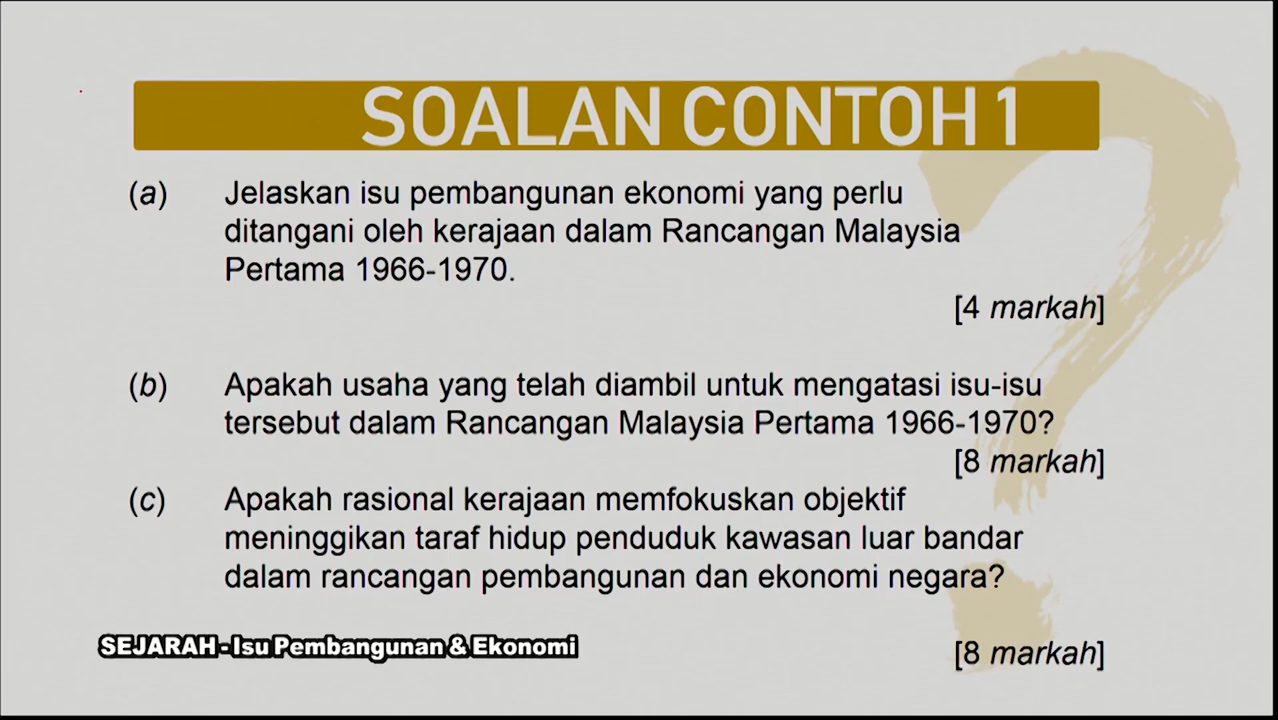 SOALAN CONTOH 1
(a) Jelaskan isu pembangunan ekonomi yang perlu
ditangani oleh kerajaan dalam Rancangan Malaysia
Pertama 1966-1970.
[4 markah]
(b) Apakah usaha yang telah diambil untuk mengatasi isu-isu
tersebut dalam Rancangan Malaysia Pertama 1966-1970?
[8 markah]
(c) Apakah rasional kerajaan memfokuskan objektif
meninggikan taraf hidup penduduk kawasan luar bandar
dalam rancangan pembangunan dan ekonomi negara?
SEJARAH - Isu Pembangunan & Ekonomi
[8 markah]